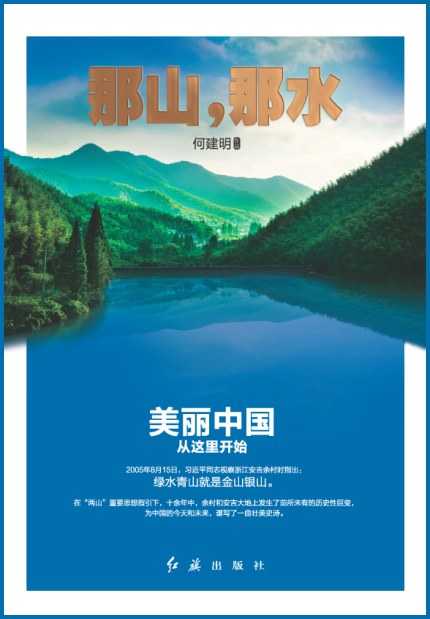 那山，那水
何建明 著
美丽中国
从这里开始
2005年8月15日，习近平同志视察浙江安吉余村时指出：
绿水青山就是金山银山。
在“两山”重要思想指引下，十余年中，余村和安吉大地上发生了前所未有的历史性巨变，
为中国的今天和未来，谱写了一曲壮美史诗。
红旗出版社